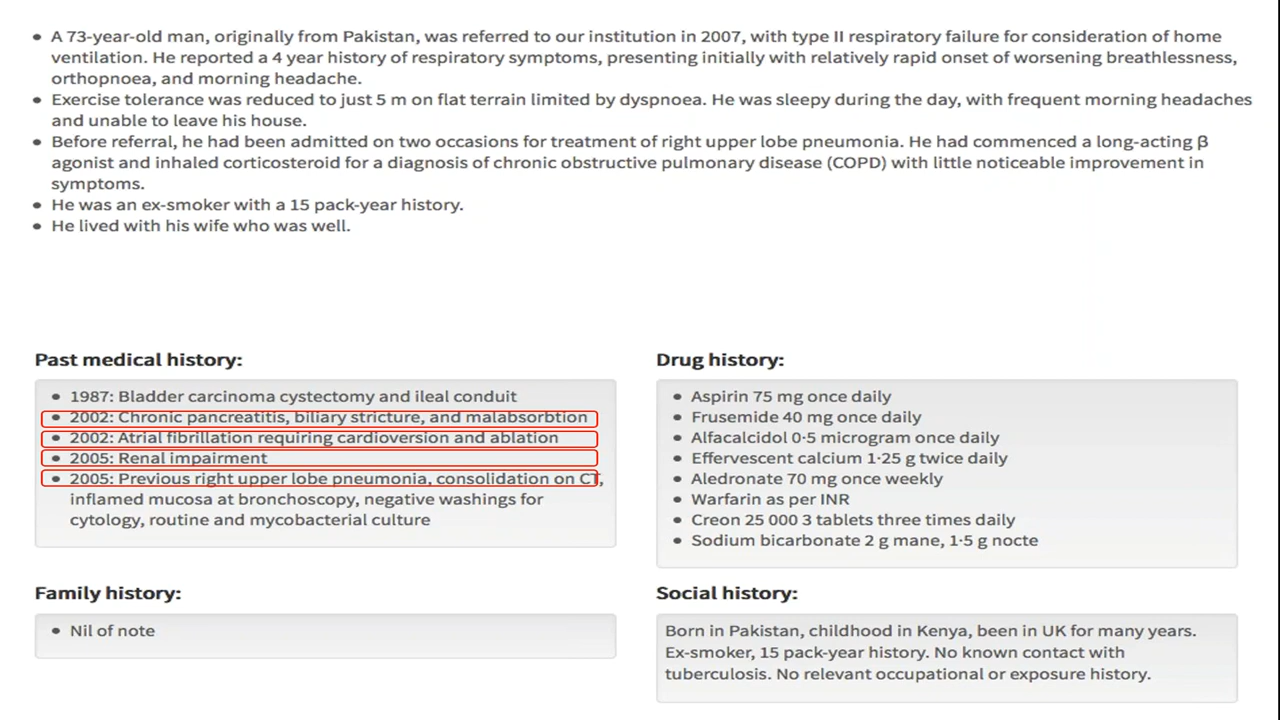 • A 73-year-old man, originally from Pakistan, was referred to our institution in 2007, with type II respiratory failure for consideration of home
ventilation. He reported a 4 year history of respiratory symptoms, presenting initially with relatively rapid onset of worsening breathlessness,
orthopnoea, and morning headache.
• Exercise tolerance was reduced to just 5 m on flat terrain limited by dyspnoea. He was sleepy during the day, with frequent morning headaches
and unable to leave his house.
• Before referral, he had been admitted on two occasions for treatment of right upper lobe pneumonia. He had commenced a long-acting β
agonist and inhaled corticosteroid for a diagnosis of chronic obstructive pulmonary disease (COPD) with little noticeable improvement in
symptoms.
• He was an ex-smoker with a 15 pack-year history.
• He lived with his wife who was well.
Past medical history:
• 1987: Bladder carcinoma cystectomy and ileal conduit
• 2002: Chronic pancreatitis, biliary stricture, and malabsorbtion
• 2002: Atrial fibrillation requiring cardioversion and ablation
• 2005: Renal impairment
• 2005: Previous right upper lobe pneumonia, consolidation on CT,
inflamed mucosa at bronchoscopy, negative washings for
cytology, routine and mycobacterial culture
Drug history:
• Aspirin 75 mg once daily
• Frusemide 40 mg once daily
• Alfacalcidol 0·5 microgram once daily
• Effervescent calcium 1·25 g twice daily
• Aledronate 70 mg once weekly
• Warfarin as per INR
• Creon 25 000 3 tablets three times daily
• Sodium bicarbonate 2 g mane, 1·5 g nocte
Family history:
• Nil of note
Social history:
Born in Pakistan, childhood in Kenya, been in UK for many years.
Ex-smoker, 15 pack-year history. No known contact with
tuberculosis. No relevant occupational or exposure history.